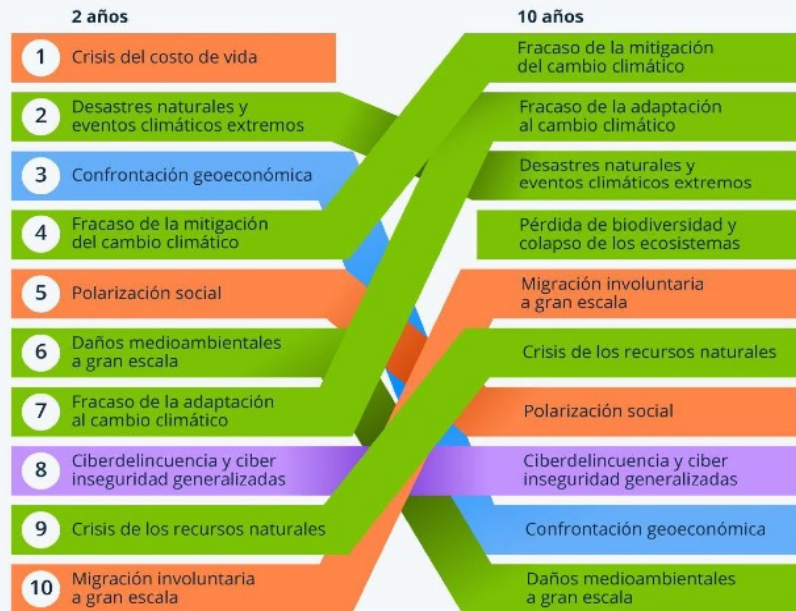 2 años
1 Crisis del costo de vida
2 Desastres naturales y
eventos climáticos extremos
3 Confrontación geoeconómica
4 Fracaso de la mitigación
del cambio climático
5 Polarización social
6 Daños medioambientales
a gran escala
7 Fracaso de la adaptación
al cambio climático
8 Ciberdelincuencia y ciber
inseguridad generalizadas
9 Crisis de los recursos naturales
10 Migración involuntaria
a gran escala
10 años
Fracaso de la mitigación
del cambio climático
Fracaso de la adaptación
al cambio climático
Desastres naturales y
eventos climáticos extremos
Pérdida de biodiversidad y
colapso de los ecosistemas
Migración involuntaria
a gran escala
Crisis de los recursos naturales
Polarización social
Ciberdelincuencia y ciber
inseguridad generalizadas
Confrontación geoeconómica
Daños medioambientales
a gran escala